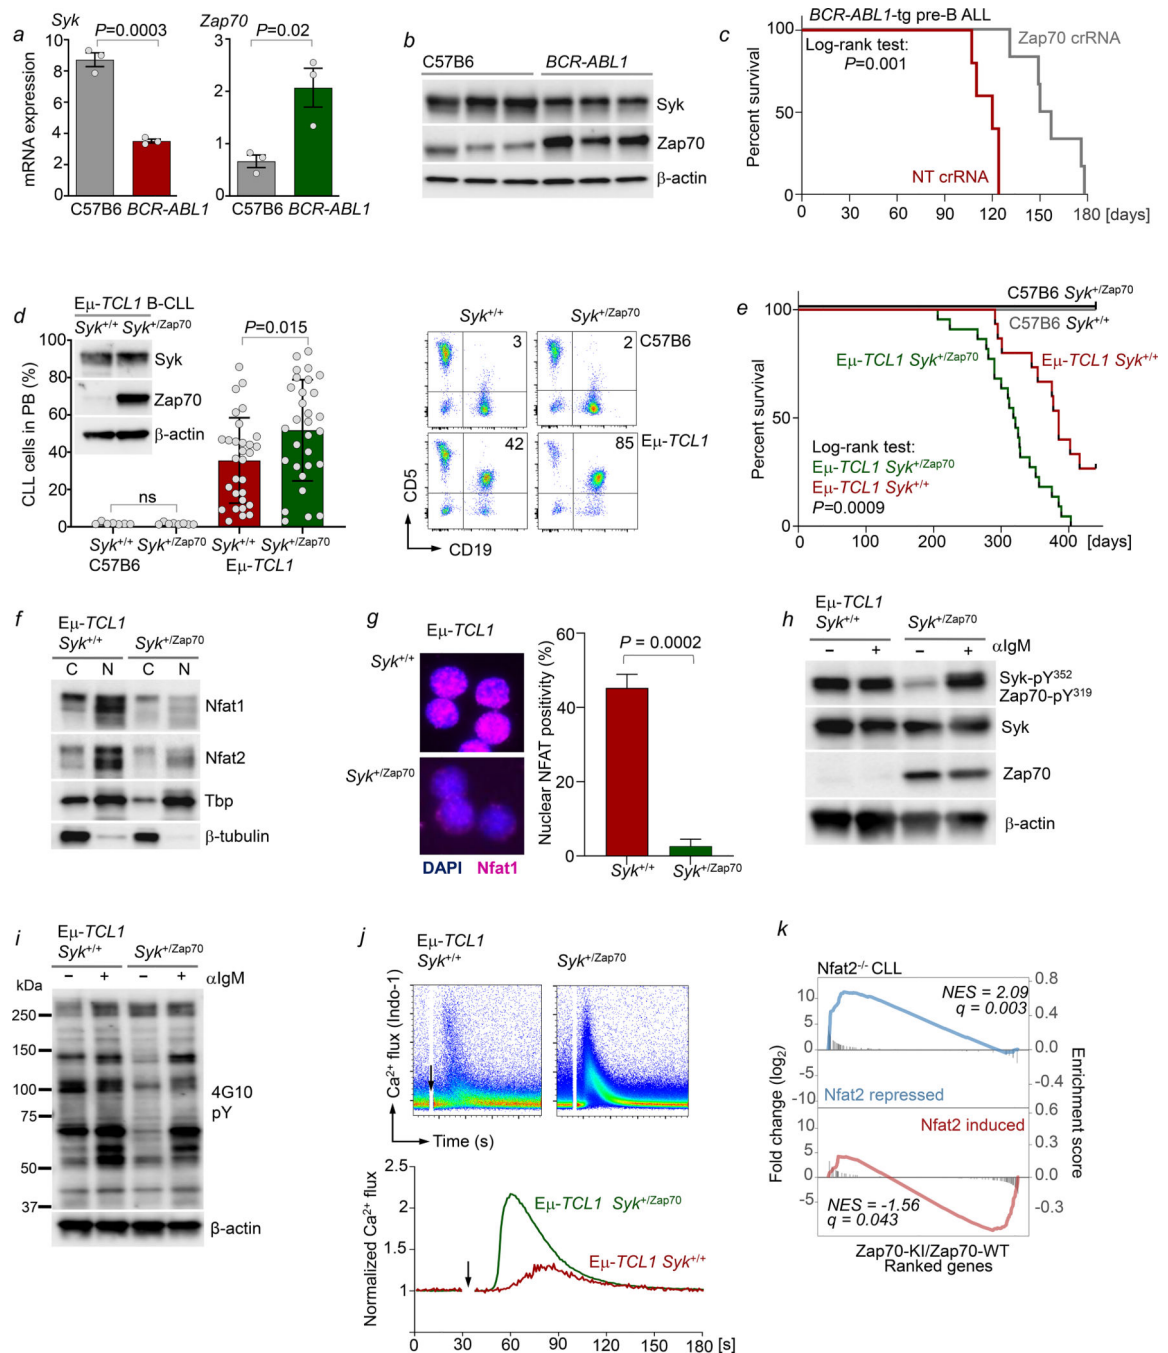 a
Syk
P=0.0003
mRNA expression
10
8
6
4
2
0
C57B6 BCR-ABL1
Zap70
P=0.02
3
2
1
0
C57B6 BCR-ABL1
b
C57B6 BCR-ABL1
Syk
Zap70
β-actin
c
BCR-ABL1-tg pre-B ALL
Log-rank test:
P=0.001
Zap70 crRNA
NT crRNA
Percent survival
100
50
0
0 30 60 90 120 150 180 [days]
d
Eμ-TCL1 B-CLL
Syk+/+ Syk+/Zap70
Syk
Zap70
β-actin
P=0.015
ns
CLL cells in PB (%)
100
80
60
40
20
0
Syk+/+ Syk+/Zap70 Syk+/+ Syk+/Zap70
C57B6 Eμ-TCL1
Syk+/+ Syk+/Zap70
3 2 C57B6
42 85 Eμ-TCL1
CD5
CD19
e
C57B6 Syk+/Zap70
C57B6 Syk+/+
Eμ-TCL1 Syk+/Zap70
Eμ-TCL1 Syk+/+
Log-rank test:
Eμ-TCL1 Syk+/Zap70
Eμ-TCL1 Syk+/+
P=0.0009
Percent survival
100
50
0
0 100 200 300 400 [days]
f
Eμ-TCL1
Syk+/+ Syk+/Zap70
C N C N
Nfat1
Nfat2
Tbp
β-tubulin
g
Eμ-TCL1
Syk+/+
Syk+/Zap70
DAPI Nfat1
P = 0.0002
Nuclear NFAT positivity (%)
60
40
20
0
Syk+/+ Syk+/Zap70
h
Eμ-TCL1
Syk+/+ Syk+/Zap70
− + − + αIgM
Syk-pY352
Zap70-pY319
Syk
Zap70
β-actin
i
Eμ-TCL1
Syk+/+ Syk+/Zap70
− + − + αIgM
kDa
250
150
100
75
50
37
4G10
pY
β-actin
j
Eμ-TCL1
Syk+/+ Syk+/Zap70
Ca2+ flux (Indo-1)
Time (s)
Normalized Ca2+ flux
2.5
2
1.5
1
Eμ-TCL1 Syk+/Zap70
Eμ-TCL1 Syk+/+
0 30 60 90 120 150 180 [s]
k
Nfat2-/- CLL
NES = 2.09
q = 0.003
Nfat2 repressed
Nfat2 induced
NES = -1.56
q = 0.043
Fold change (log2)
10
5
0
-5
-10
10
5
0
-5
Enrichment score
0.8
0.4
0.0
-0.4
0.6
0.3
0.0
-0.3
Zap70-KI/Zap70-WT
Ranked genes